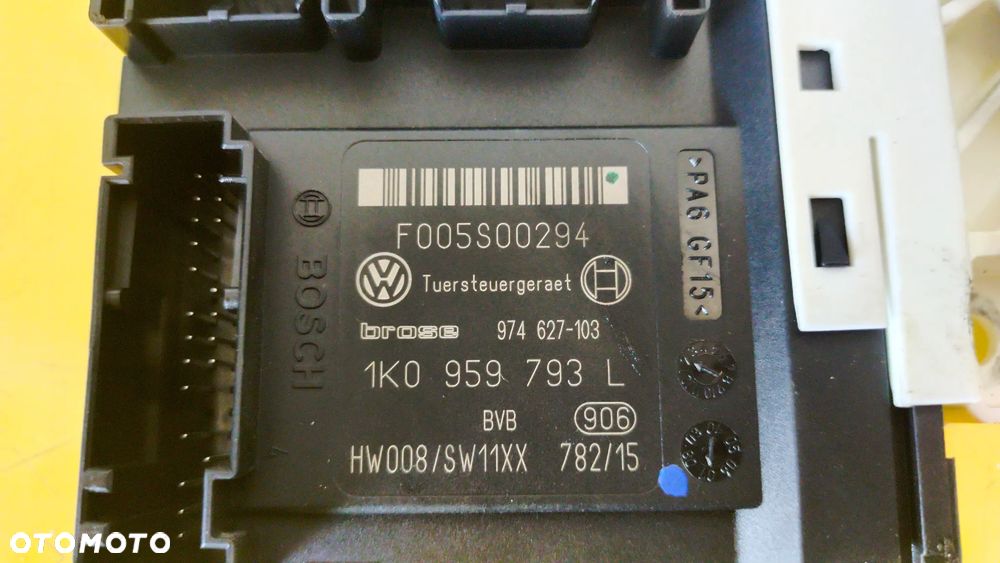 F005S00294
Tuersteuergeraet
brose 974 627-103
1K0 959 793 L
BVB 906
HW008/SW11XX 782/15
BOSCH
>PA6 GF15<
OTOMOTO